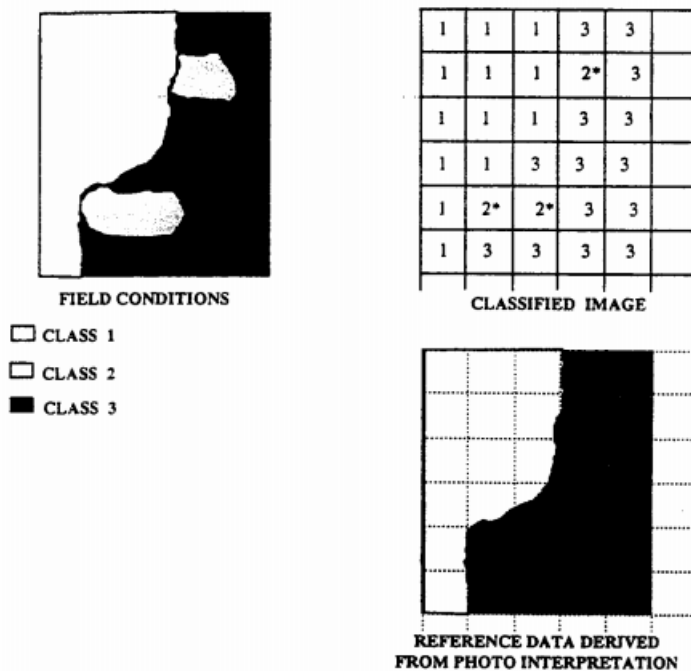 FIELD CONDITIONS
CLASS 1
CLASS 2
CLASS 3
1 1 1 3 3
1 1 1 2* 3
1 1 1 3 3
1 1 3 3 3
1 2* 2* 3 3
1 3 3 3 3
CLASSIFIED IMAGE
REFERENCE DATA DERIVED
FROM PHOTO INTERPRETATION